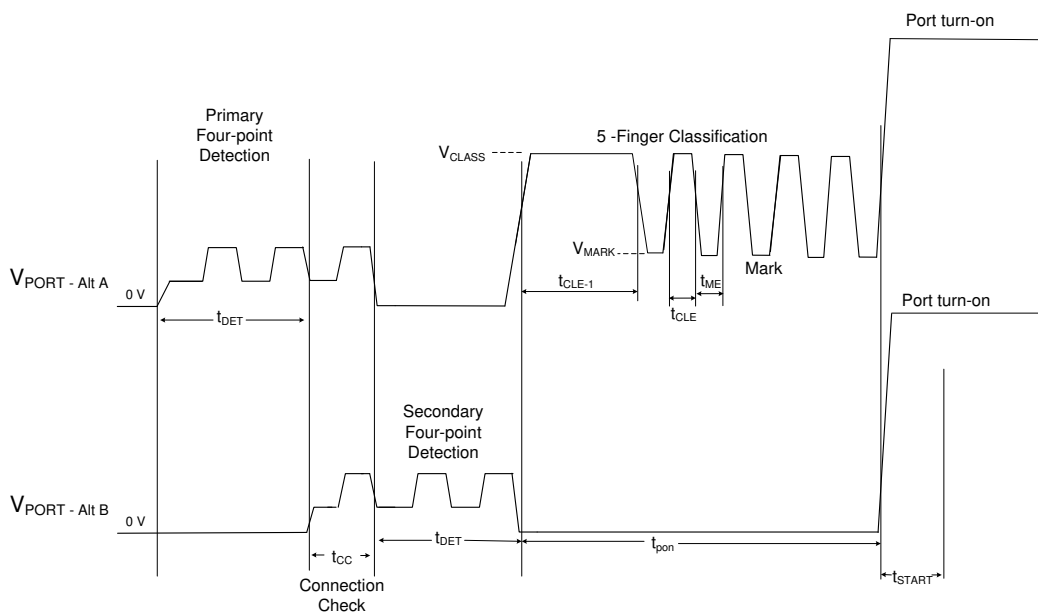 Port turn-on
Primary
Four-point
Detection
5 -Finger Classification
VCLASS
VMARK
Mark
VPORT - Alt A
0 V
tCLE-1
tME
tCLE
tDET
Port turn-on
Secondary
Four-point
Detection
VPORT - Alt B
0 V
tDET
tpon
tCC
tSTART
Connection
Check